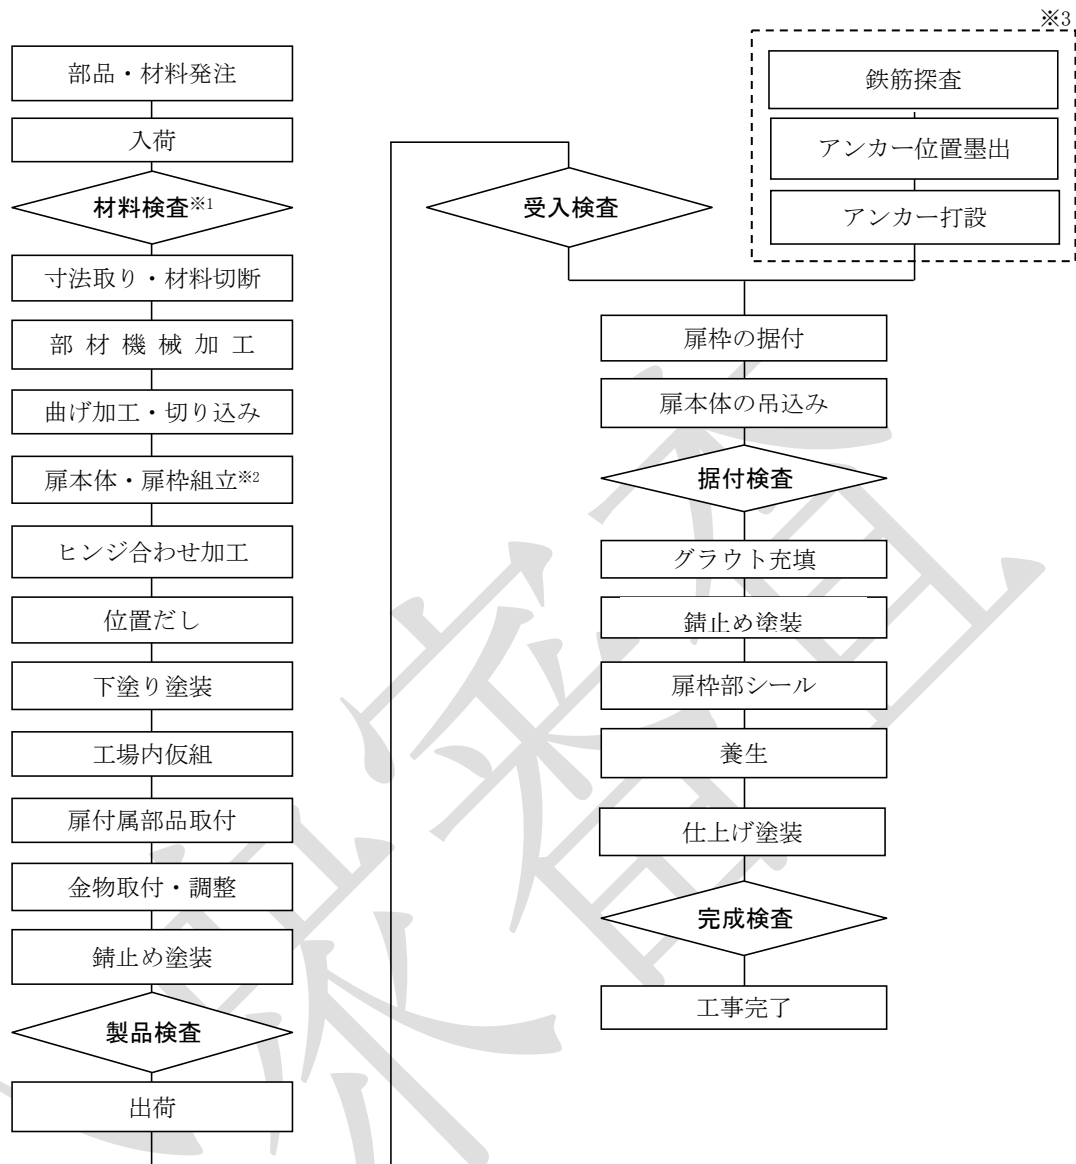 部品・材料発注
入荷
材料検査※1
寸法取り・材料切断
部材機械加工
曲げ加工・切り込み
扉本体・扉枠組立※2
ヒンジ合わせ加工
位置だし
下塗り塗装
工場内仮組
扉付属部品取付
金物取付・調整
錆止め塗装
製品検査
出荷
受入検査
※3
鉄筋探査
アンカー位置墨出
アンカー打設
扉枠の据付
扉本体の吊込み
据付検査
グラウト充填
錆止め塗装
扉枠部シール
養生
仕上げ塗装
完成検査
工事完了